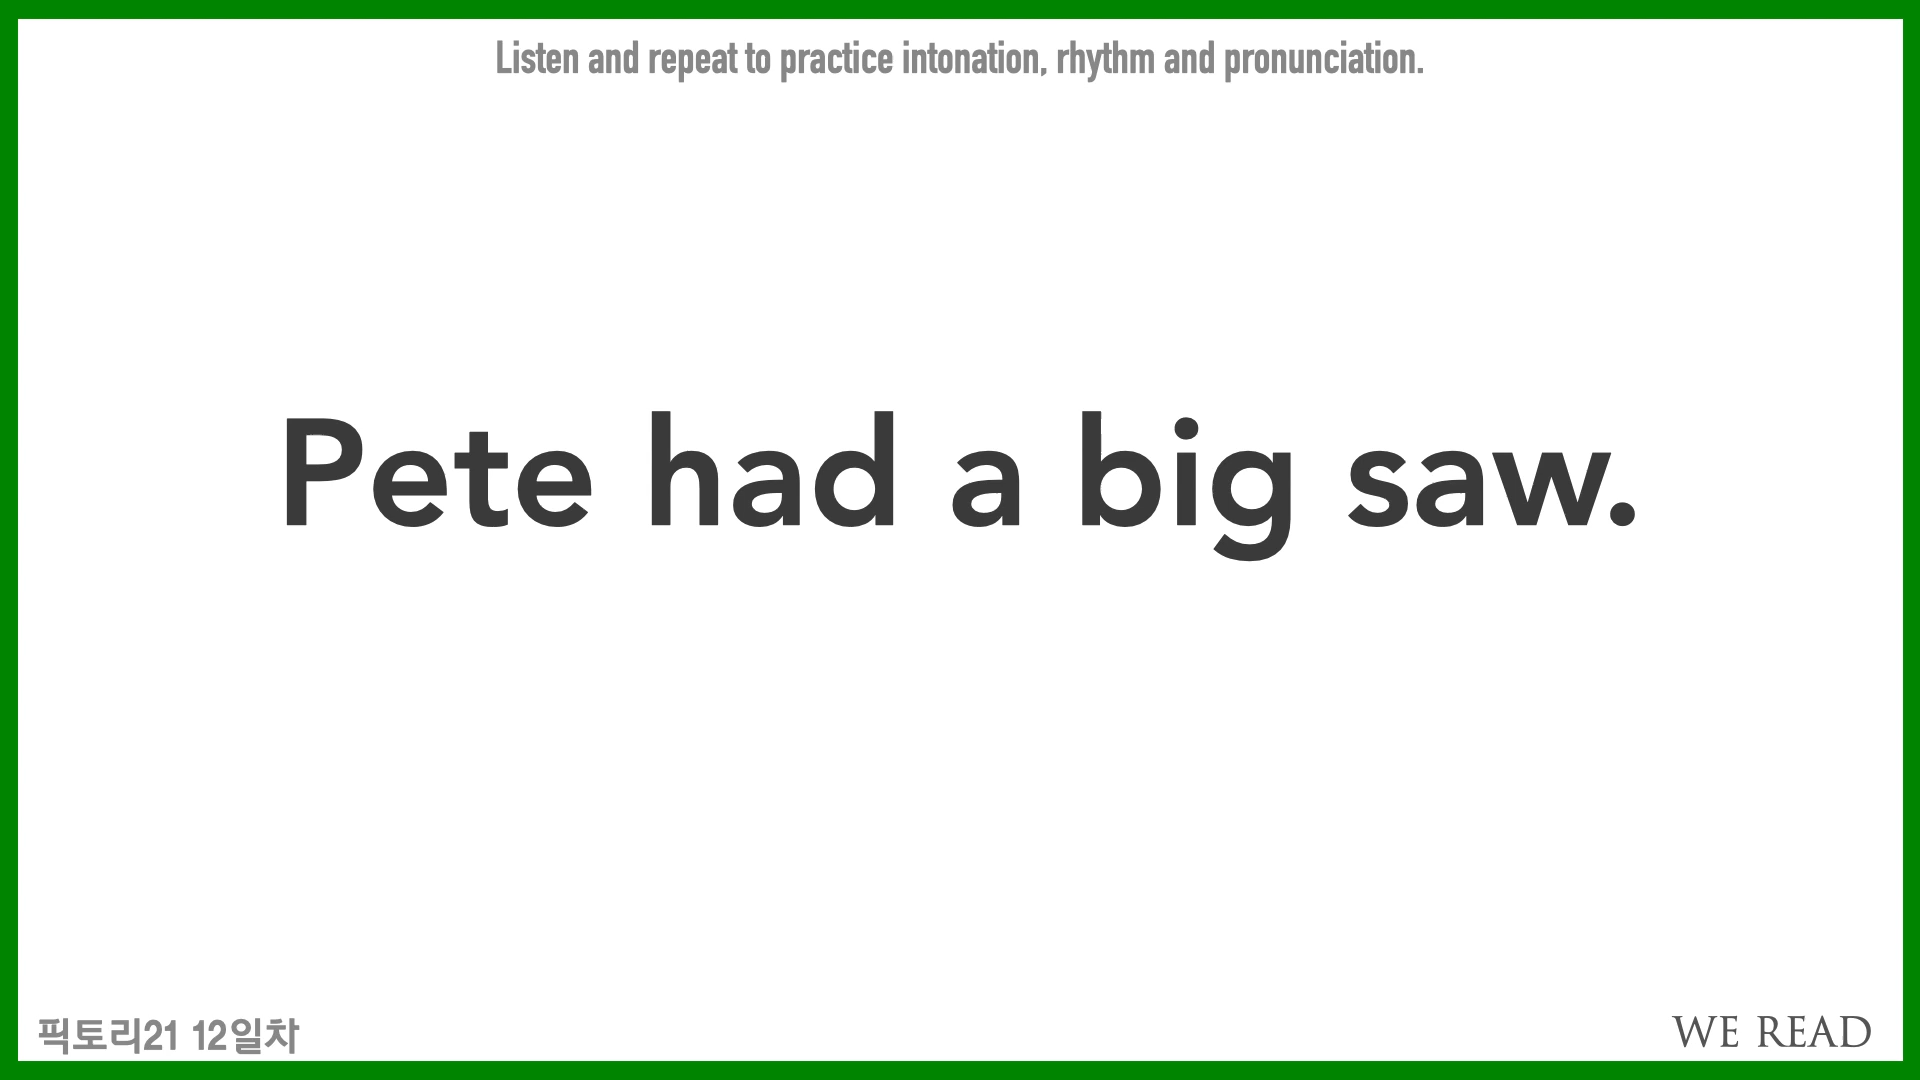 Listen and repeat to practice intonation, rhythm and pronunciation.
Pete had a big saw.
픽토리21 12일차
WE READ